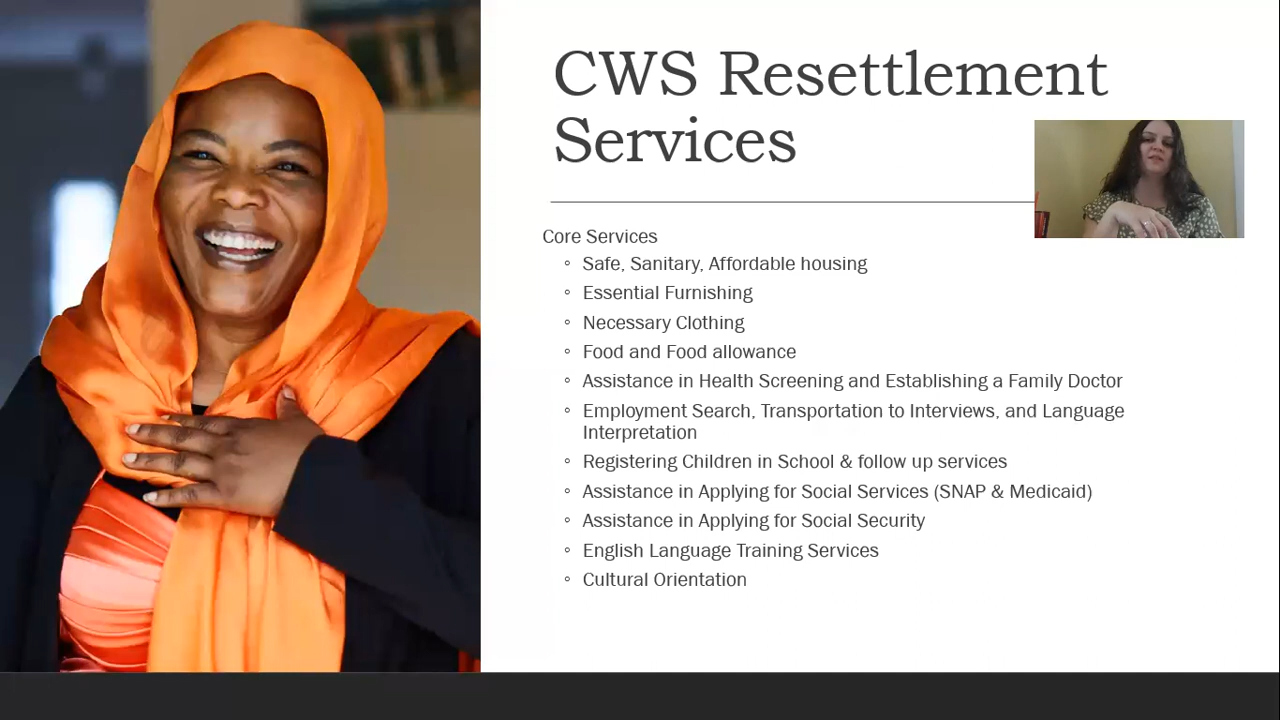 CWS Resettlement
Services
Core Services
◦ Safe, Sanitary, Affordable housing
◦ Essential Furnishing
◦ Necessary Clothing
◦ Food and Food allowance
◦ Assistance in Health Screening and Establishing a Family Doctor
◦ Employment Search, Transportation to Interviews, and Language
Interpretation
◦ Registering Children in School & follow up services
◦ Assistance in Applying for Social Services (SNAP & Medicaid)
◦ Assistance in Applying for Social Security
◦ English Language Training Services
◦ Cultural Orientation